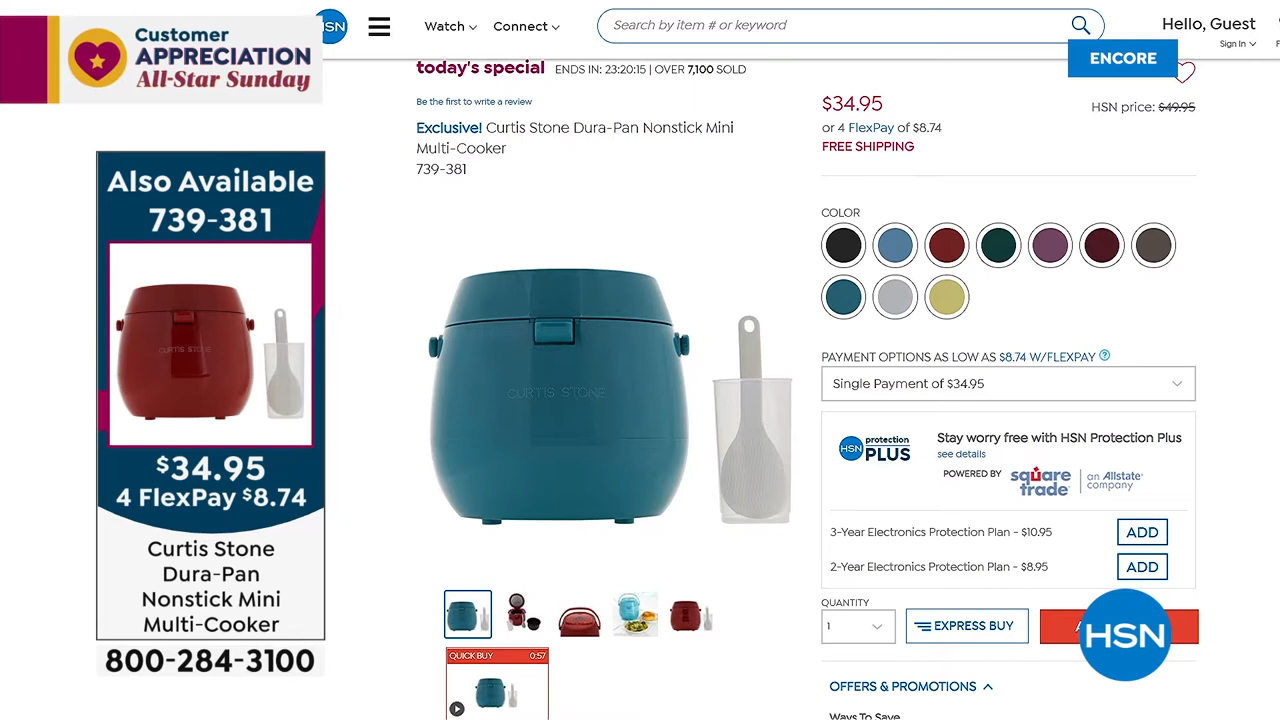 Customer
APPRECIATION
All-Star Sunday
HSN
Watch
Connect
Search by item # or keyword
Hello, Guest
Sign In
ENCORE
today's special ENDS IN: 23:20:15 | OVER 7,100 SOLD
Be the first to write a review
Exclusive! Curtis Stone Dura-Pan Nonstick Mini
Multi-Cooker
739-381
$34.95
HSN price: $49.95
or 4 FlexPay of $8.74
FREE SHIPPING
Also Available
739-381
CURTIS STONE
$34.95
4 FlexPay $8.74
Curtis Stone
Dura-Pan
Nonstick Mini
Multi-Cooker
800-284-3100
CURTIS STONE
QUICK BUY 0:57
COLOR
PAYMENT OPTIONS AS LOW AS $8.74 W/FLEXPAY ?
Single Payment of $34.95
HSN protection PLUS
Stay worry free with HSN Protection Plus
see details
POWERED BY square trade | an Allstate company
3-Year Electronics Protection Plan - $10.95 ADD
2-Year Electronics Protection Plan - $8.95 ADD
QUANTITY
1
EXPRESS BUY
HSN
OFFERS & PROMOTIONS
Ways To Save